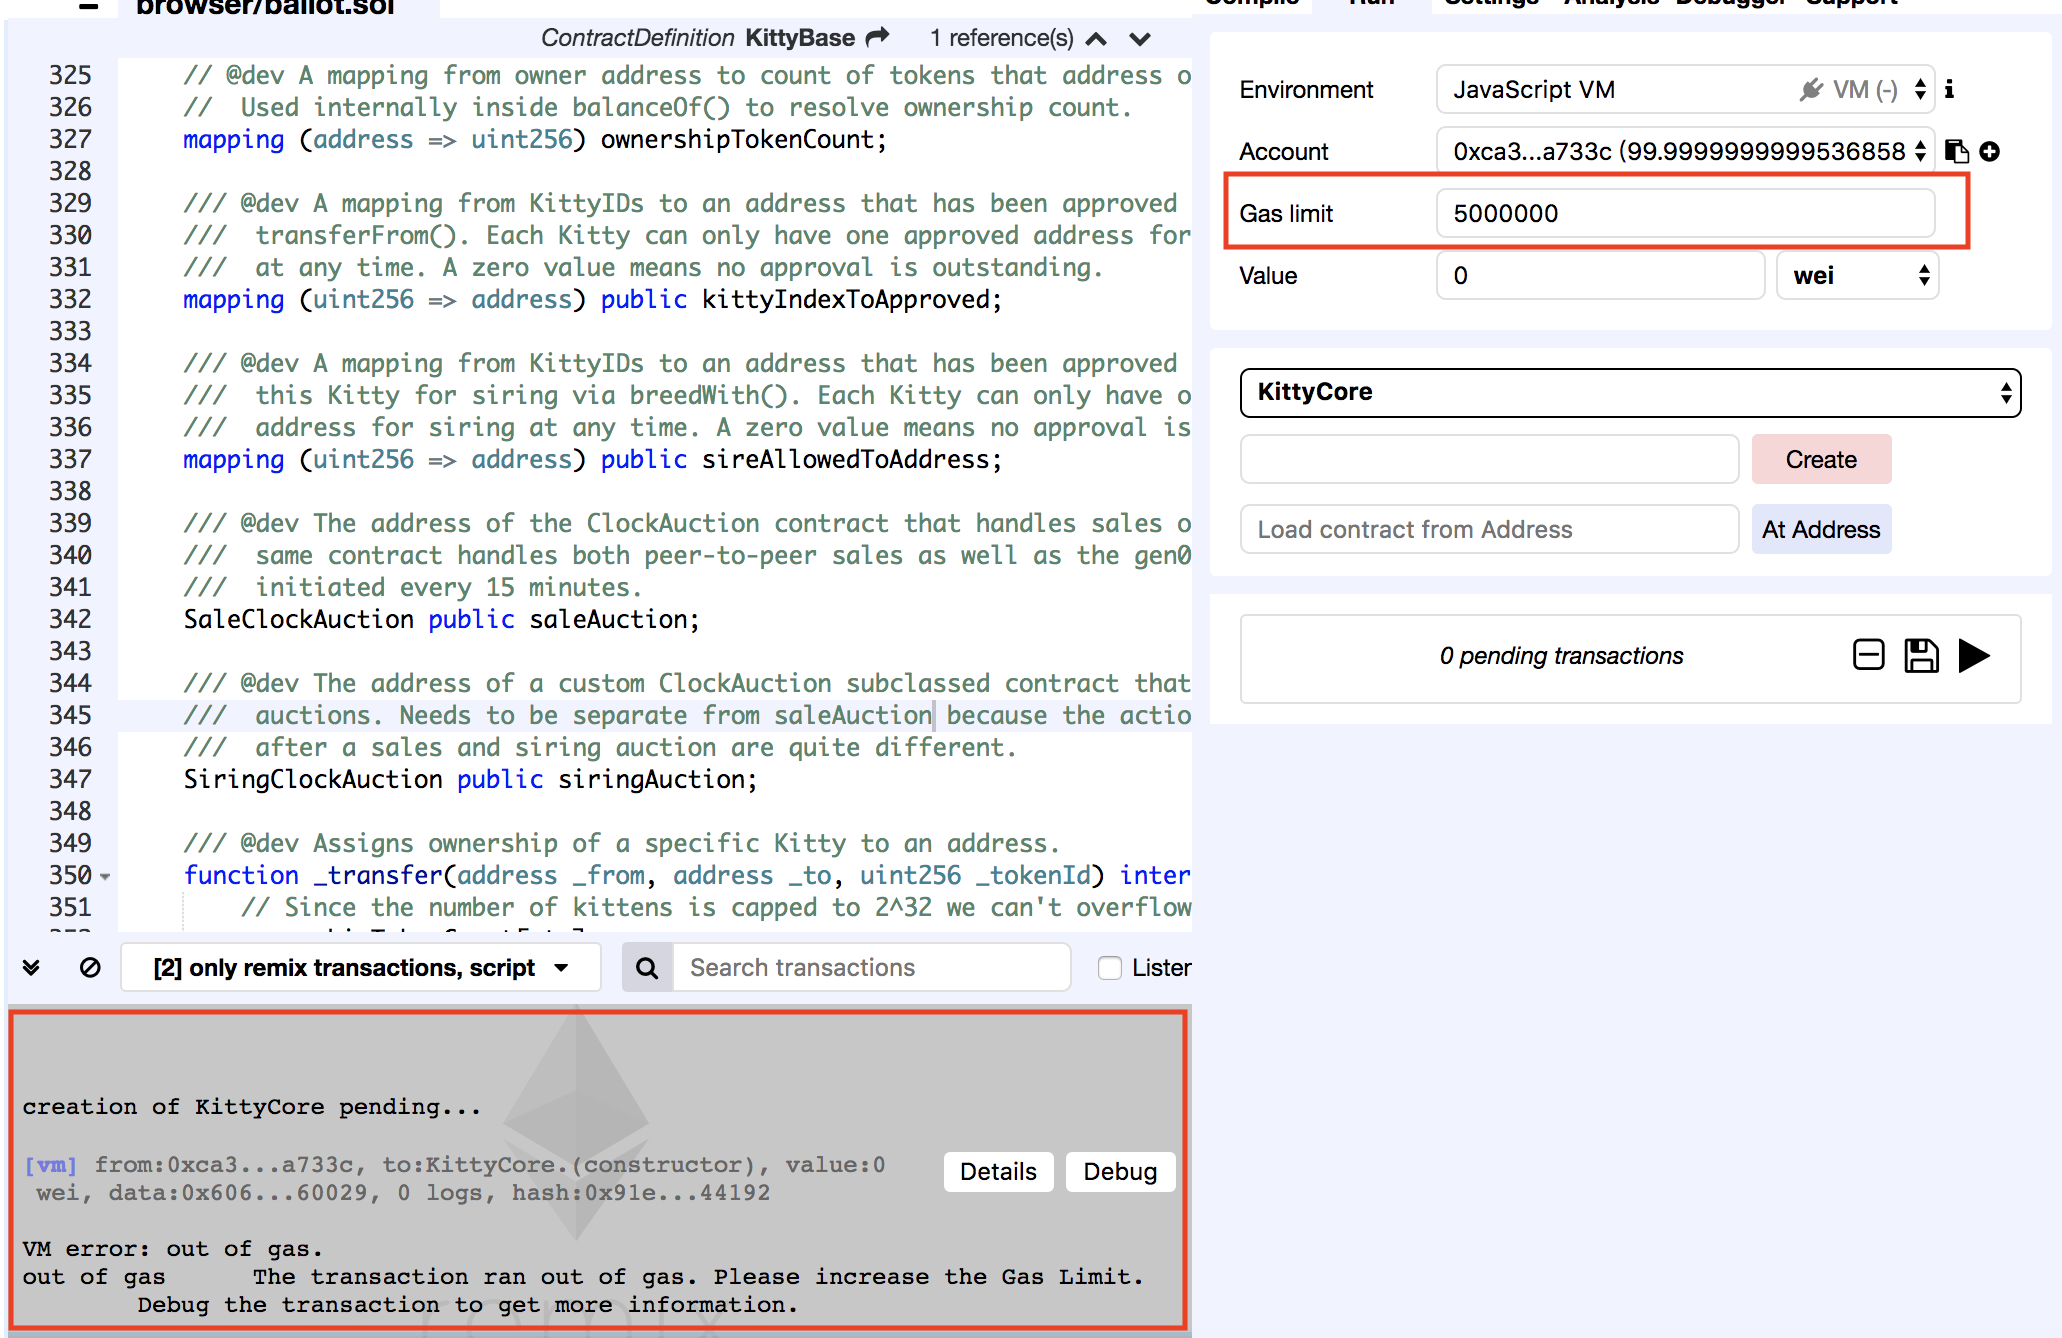 browser/ballot.sol
Compile Run Settings Analysis Debugger Support
ContractDefinition KittyBase 1 reference(s)
325 // @dev A mapping from owner address to count of tokens that address o
326 // Used internally inside balanceOf() to resolve ownership count.
327 mapping (address => uint256) ownershipTokenCount;
328
329 /// @dev A mapping from KittyIDs to an address that has been approved
330 /// transferFrom(). Each Kitty can only have one approved address for
331 /// at any time. A zero value means no approval is outstanding.
332 mapping (uint256 => address) public kittyIndexToApproved;
333
334 /// @dev A mapping from KittyIDs to an address that has been approved
335 /// this Kitty for siring via breedWith(). Each Kitty can only have o
336 /// address for siring at any time. A zero value means no approval is
337 mapping (uint256 => address) public sireAllowedToAddress;
338
339 /// @dev The address of the ClockAuction contract that handles sales o
340 /// same contract handles both peer-to-peer sales as well as the gen0
341 /// initiated every 15 minutes.
342 SaleClockAuction public saleAuction;
343
344 /// @dev The address of a custom ClockAuction subclassed contract that
345 /// auctions. Needs to be separate from saleAuction because the actio
346 /// after a sales and siring auction are quite different.
347 SiringClockAuction public siringAuction;
348
349 /// @dev Assigns ownership of a specific Kitty to an address.
350 function _transfer(address _from, address _to, uint256 _tokenId) inter
351 // Since the number of kittens is capped to 2^32 we can't overflow
[2] only remix transactions, script
Search transactions
Listen
creation of KittyCore pending...
[vm] from:0xca3...a733c, to:KittyCore.(constructor), value:0
wei, data:0x606...60029, 0 logs, hash:0x91e...44192
Details
Debug
VM error: out of gas.
out of gas The transaction ran out of gas. Please increase the Gas Limit.
Debug the transaction to get more information.
remix
Environment JavaScript VM VM (-)
Account 0xca3...a733c (99.9999999999536858
Gas limit 5000000
Value 0 wei
KittyCore
Create
Load contract from Address At Address
0 pending transactions